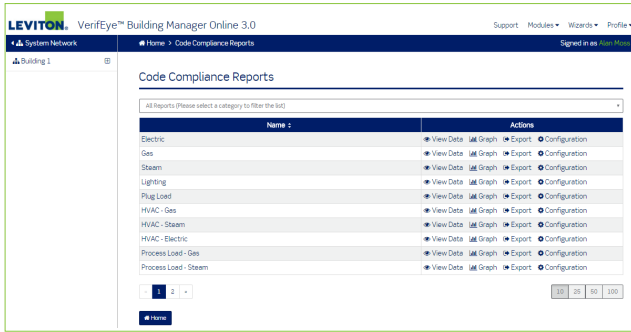 LEVITON. VerifEye™ Building Manager Online 3.0
Support Modules Wizards Profile
System Network Home > Code Compliance Reports Signed in as Alan Moss
Building 1
Code Compliance Reports
All Reports (Please select a category to filter the list)
Name Actions
Electric View Data Graph Export Configuration
Gas View Data Graph Export Configuration
Steam View Data Graph Export Configuration
Lighting View Data Graph Export Configuration
Plug Load View Data Graph Export Configuration
HVAC - Gas View Data Graph Export Configuration
HVAC - Steam View Data Graph Export Configuration
HVAC - Electric View Data Graph Export Configuration
Process Load - Gas View Data Graph Export Configuration
Process Load - Steam View Data Graph Export Configuration
1 2 10 25 50 100
Home